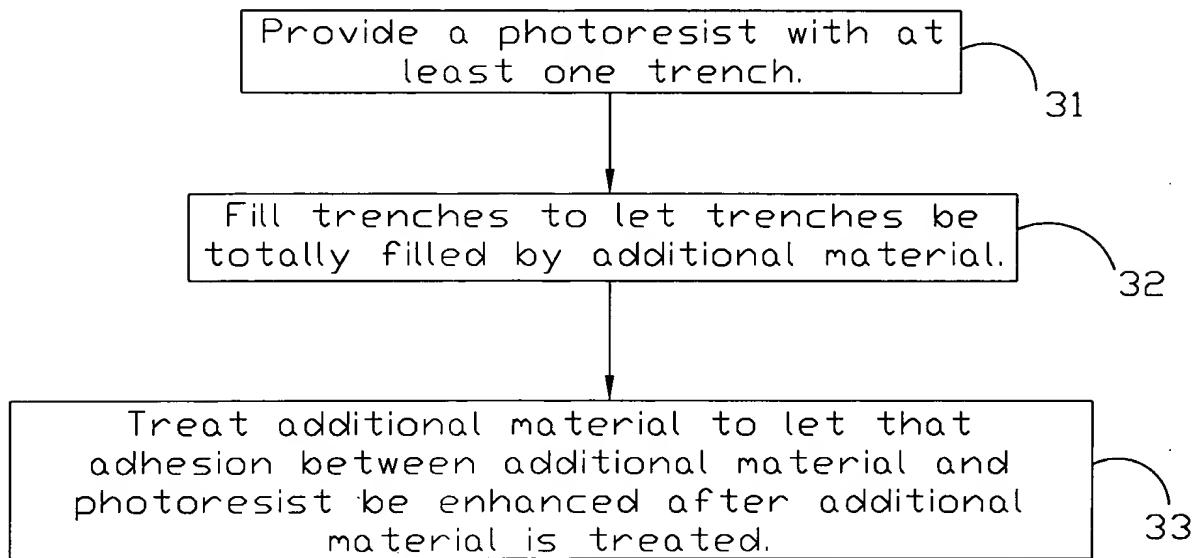 Provide a photoresist with at
least one trench.
31
Fill trenches to let trenches be
totally filled by additional material.
32
Treat additional material to let that
adhesion between additional material and
photoresist be enhanced after additional
material is treated.
33